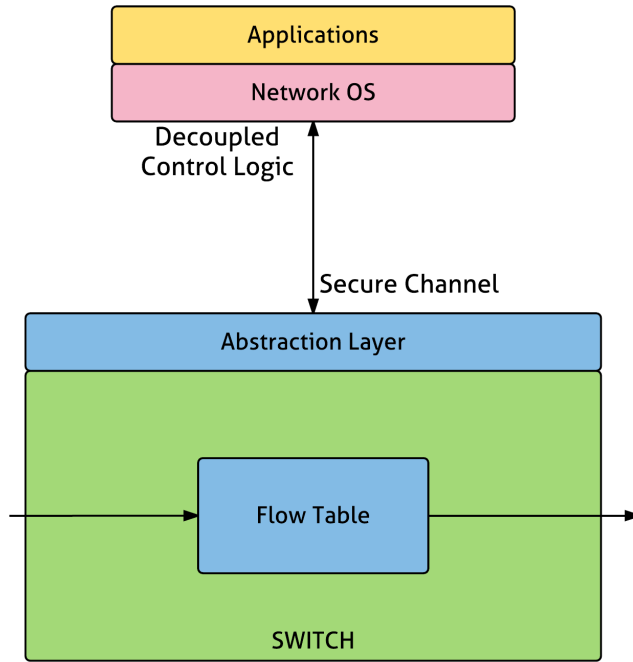 Applications
Network OS
Decoupled
Control Logic
Secure Channel
Abstraction Layer
Flow Table
SWITCH